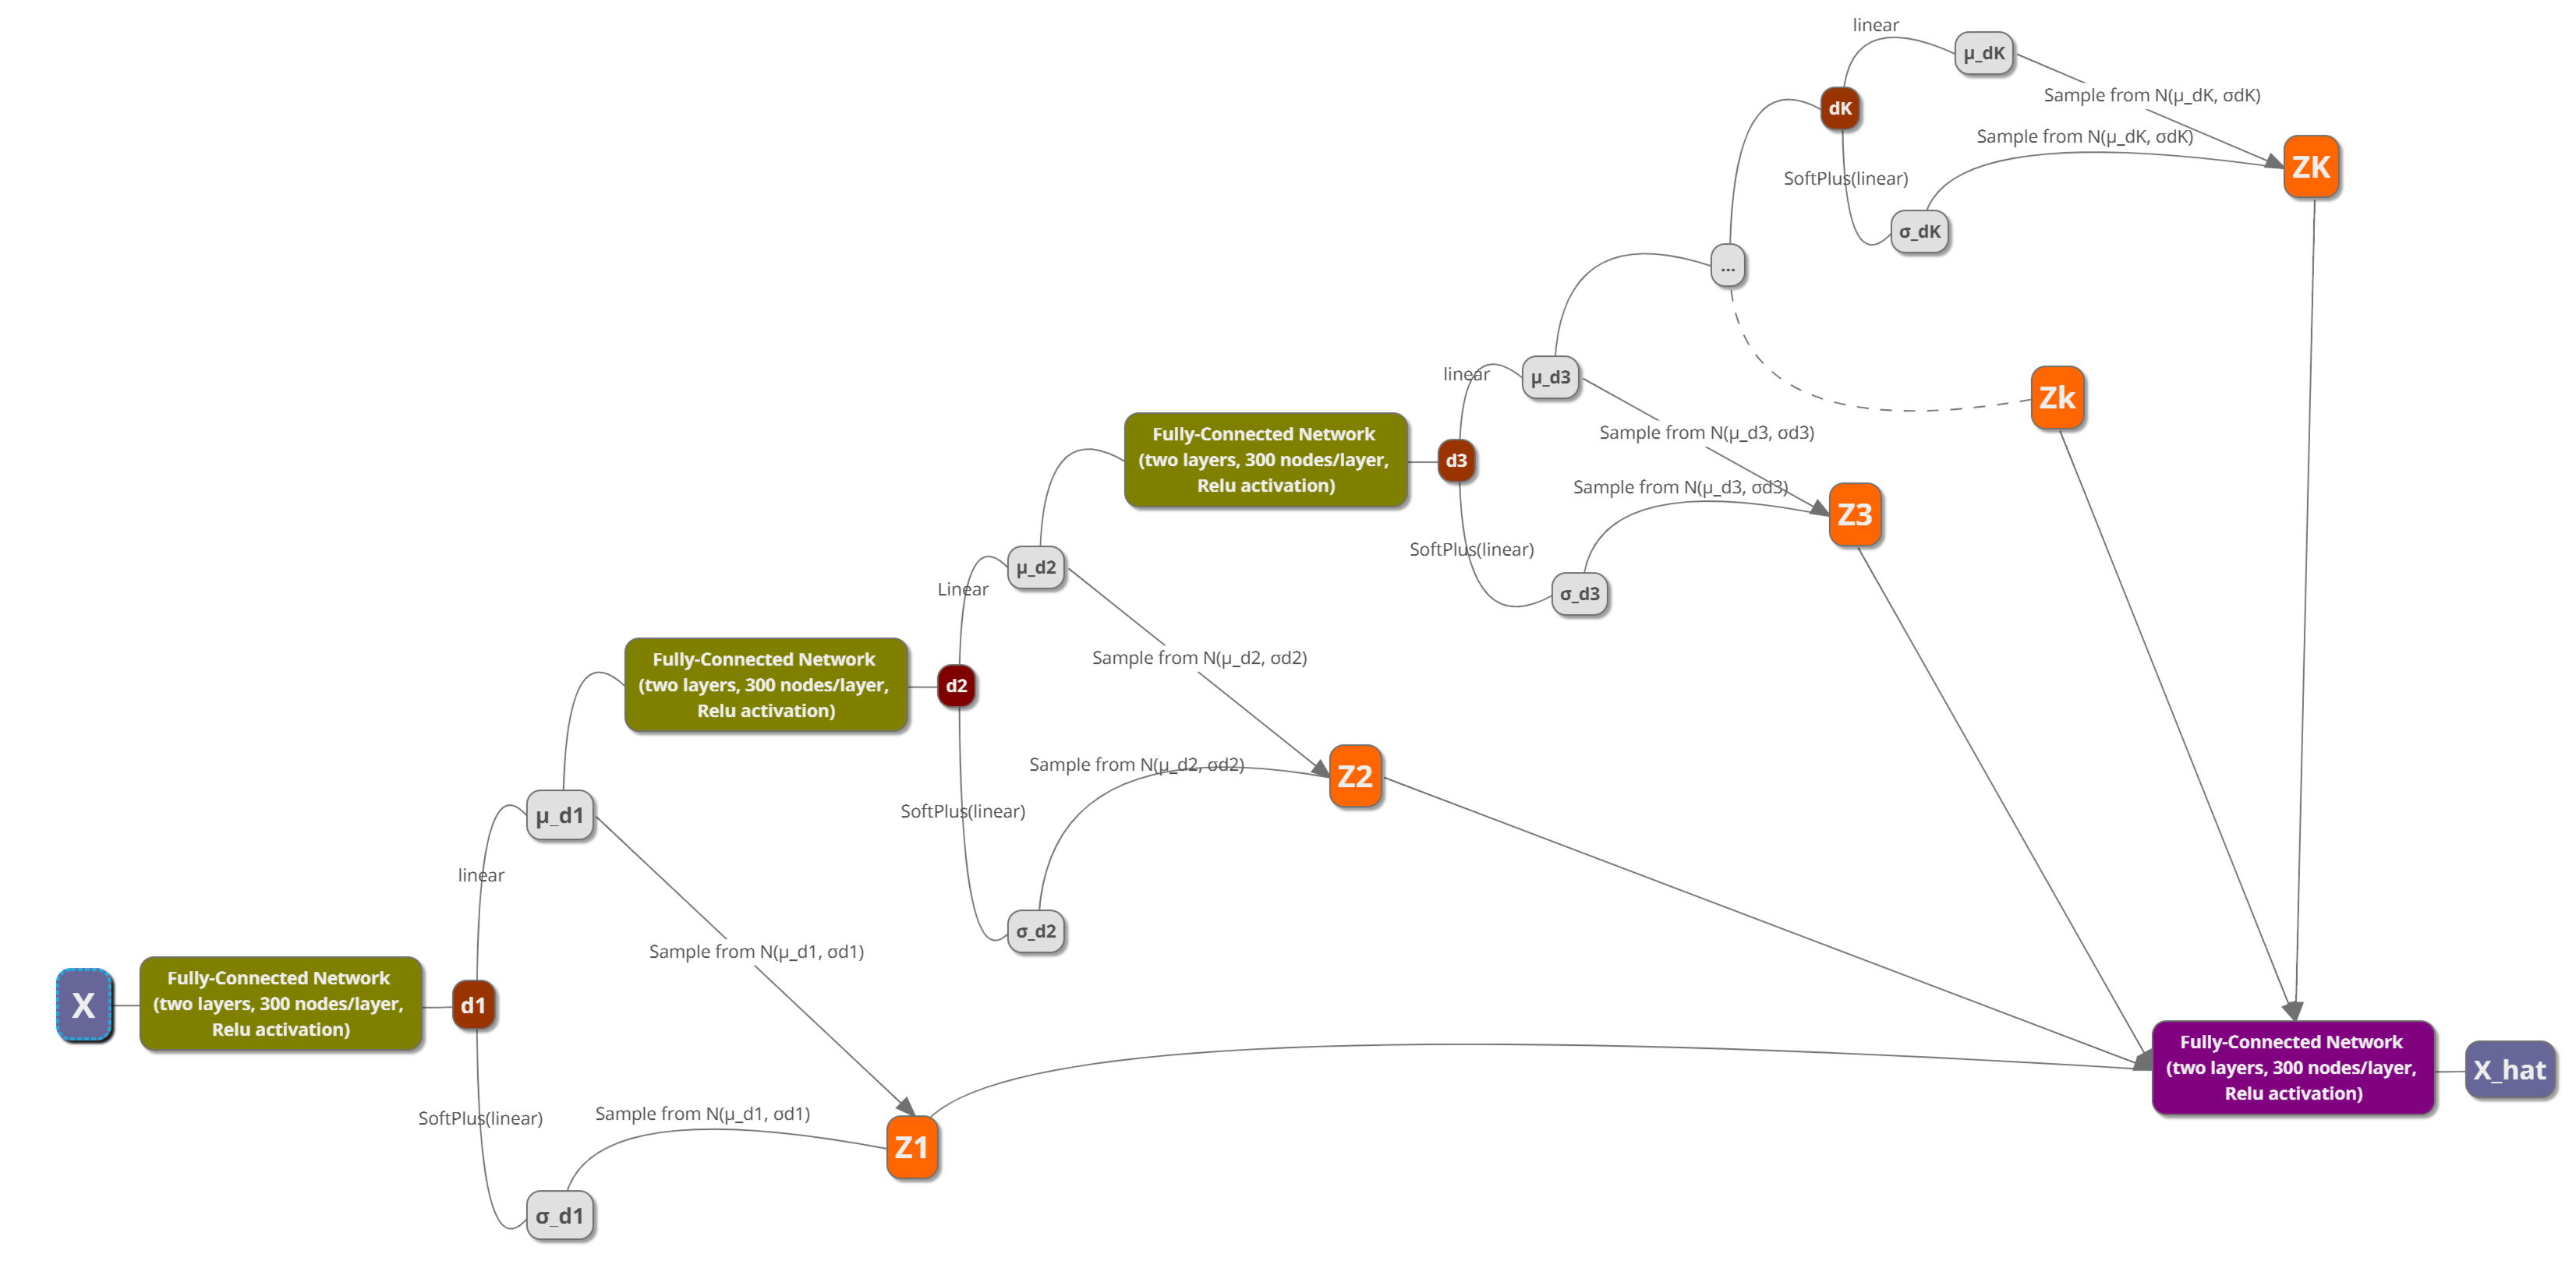 linear
μ_dK
dK
Sample from N(μ_dK, σdK)
Sample from N(μ_dK, σdK)
ZK
SoftPlus(linear)
σ_dK
...
linear
μ_d3
Zk
Fully-Connected Network
(two layers, 300 nodes/layer,
Relu activation)
d3
Sample from N(μ_d3, σd3)
Sample from N(μ_d3, σd3)
Z3
SoftPlus(linear)
σ_d3
Linear
μ_d2
Fully-Connected Network
(two layers, 300 nodes/layer,
Relu activation)
d2
Sample from N(μ_d2, σd2)
Sample from N(μ_d2, σd2)
Z2
SoftPlus(linear)
σ_d2
μ_d1
linear
Sample from N(μ_d1, σd1)
X
Fully-Connected Network
(two layers, 300 nodes/layer,
Relu activation)
d1
SoftPlus(linear)
Sample from N(μ_d1, σd1)
Z1
σ_d1
Fully-Connected Network
(two layers, 300 nodes/layer,
Relu activation)
X_hat